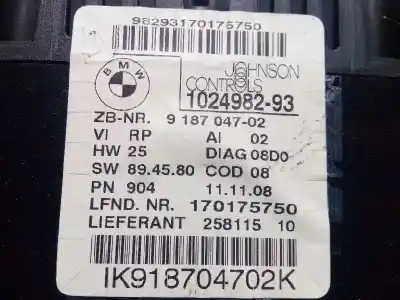 98293170175750
BMW
JOHNSON
CONTROLS
1024982-93
ZB-NR. 9 187 047-02
VI RP AI 02
HW 25 DIAG 08D0
SW 89.45.80 COD 08
PN 904 11.11.08
LFND. NR. 170175750
LIEFERANT 258115 10
IK918704702K